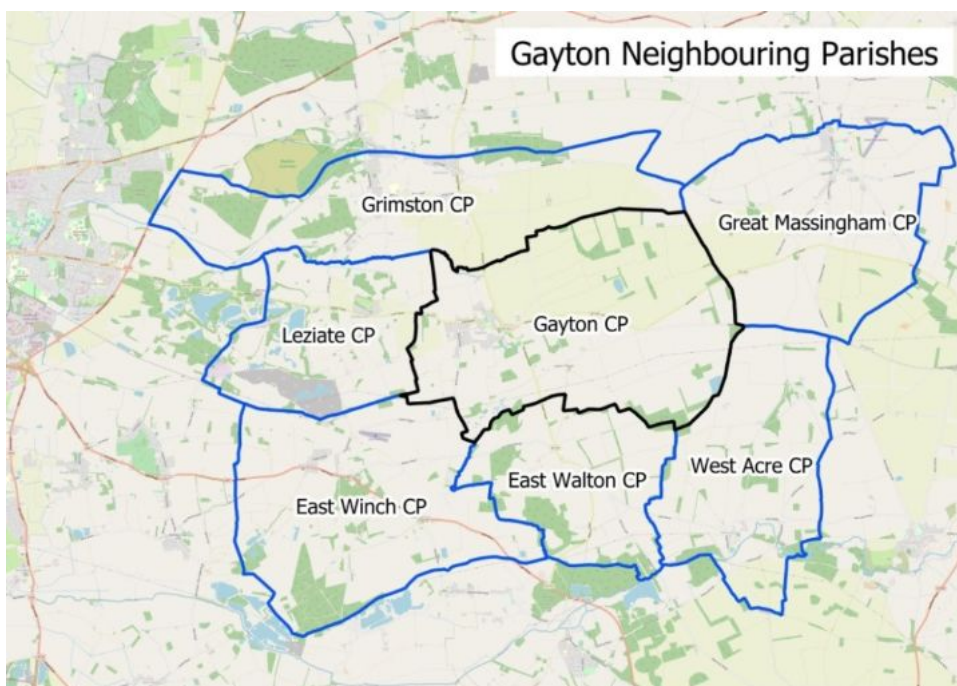 Gayton Neighbouring Parishes
Grimston CP
Great Massingham CP
Gayton CP
Leziate CP
East Walton CP
West Acre CP
East Winch CP